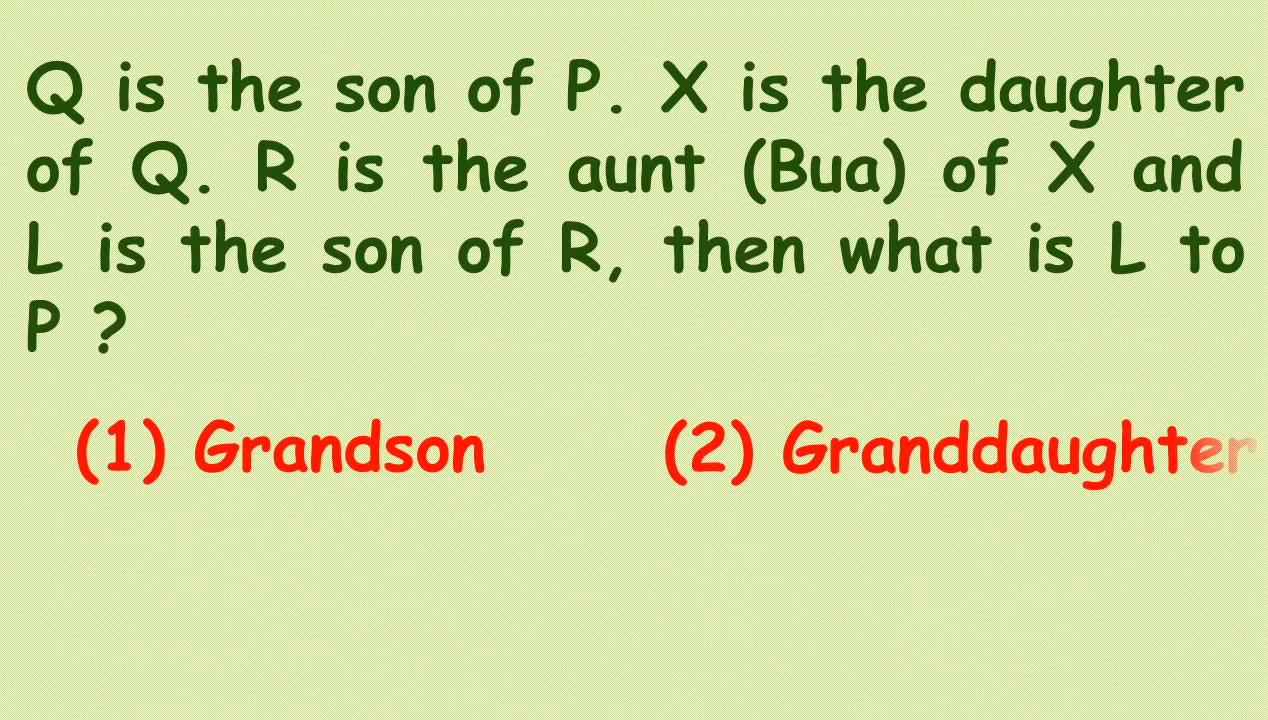 Q is the son of P. X is the daughter
of Q. R is the aunt (Bua) of X and
L is the son of R, then what is L to
P ?
(1) Grandson (2) Granddaughter